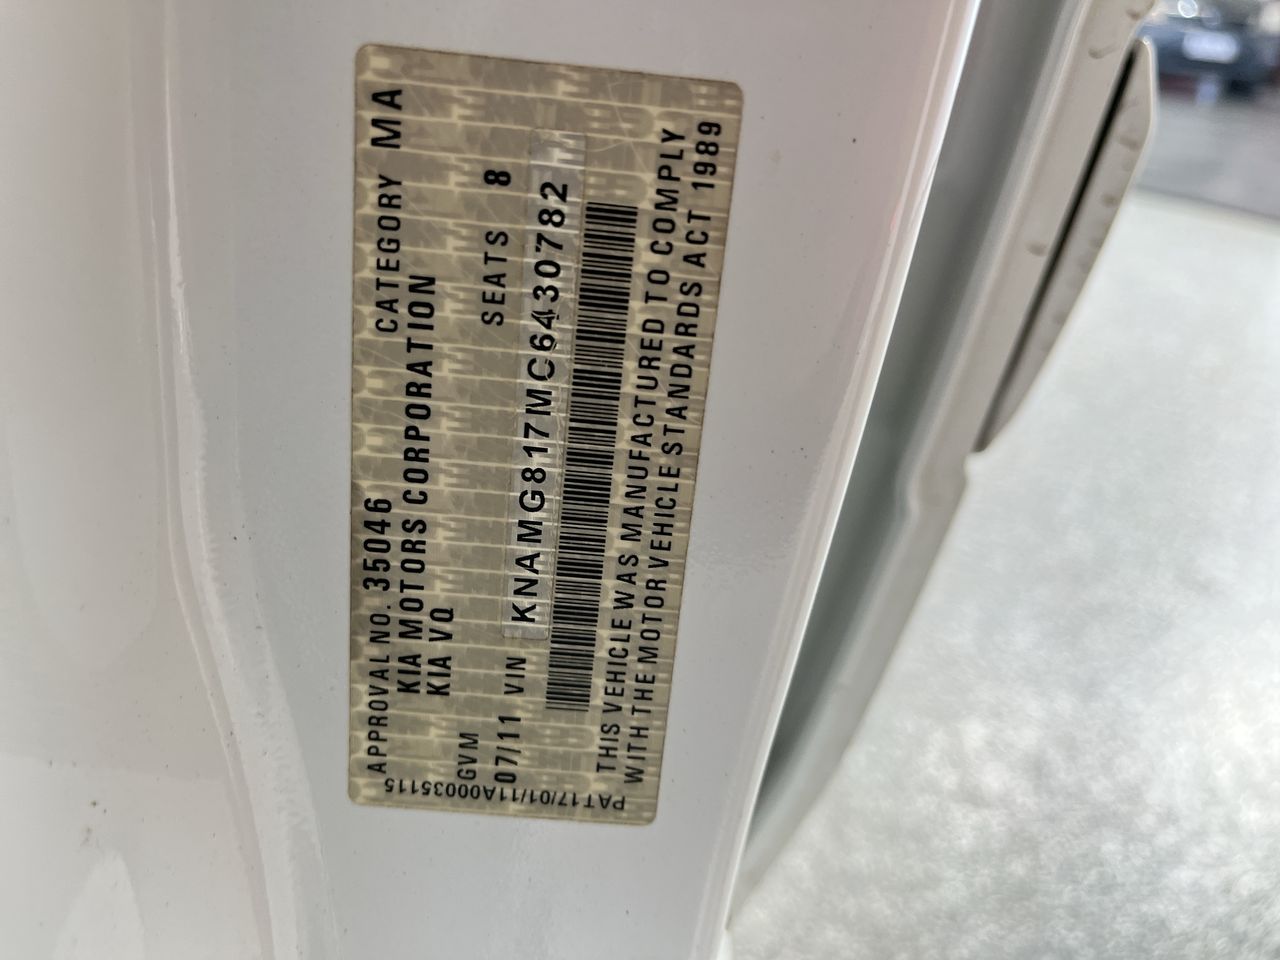 APPROVAL NO. 35046 CATEGORY MA
KIA MOTORS CORPORATION
KIA VQ
GVM SEATS 8
07/11 VIN KNAMG817MC6430782
THIS VEHICLE WAS MANUFACTURED TO COMPLY
WITH THE MOTOR VEHICLE STANDARDS ACT 1989
PAT17/01/11A00035115